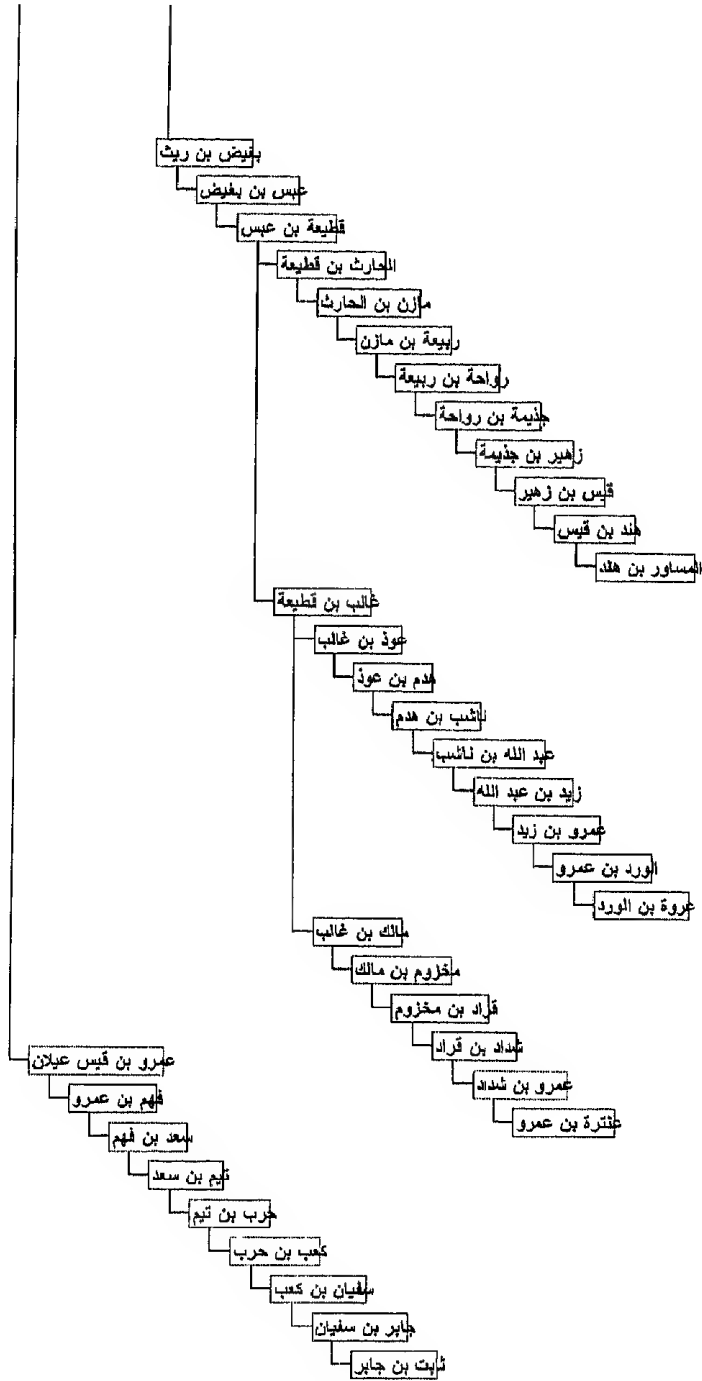 بغيض بن ريث
عبس بن بغيض
قطيعة بن عبس
الحارث بن قطيعة
مازن بن الحارث
ربيعة بن مازن
رواحة بن ربيعة
جذيمة بن رواحة
زهير بن جذيمة
قيس بن زهير
هند بن قيس
المساور بن هند
غالب بن قطيعة
عوذ بن غالب
هدم بن عوذ
ناشب بن هدم
عبد الله بن ناشب
زيد بن عبد الله
عمرو بن زيد
الورد بن عمرو
عروة بن الورد
مالك بن غالب
مخزوم بن مالك
قراد بن مخزوم
شداد بن قراد
عمرو بن شداد
عنترة بن عمرو
عمرو بن قيس عيلان
فهم بن عمرو
سعد بن فهم
تيم بن سعد
حرب بن تيم
كعب بن حرب
سفيان بن كعب
جابر بن سفيان
ثابت بن جابر